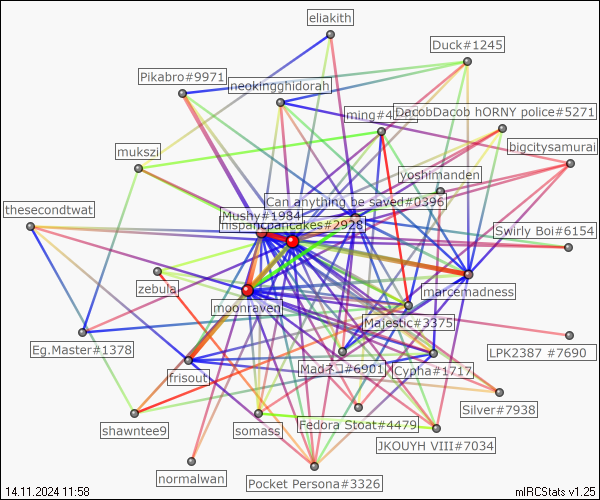 eliakith
Duck#1245
Pikabro#9971
neokingghidorah
ming#4
DacobDacob hORNY police#5271
bigcitysamurai
mukszi
yoshimanden
Can anything be saved#0396
thesecondtwat
Mushy#1984
hispanicpancakes#2928
Swirly Boi#6154
zebula
moonraven
marcemadness
Majestic#3375
Eg.Master#1378
LPK2387 #7690
frisout
Madネコ#6901
Cypha#1717
Silver#7938
shawntee9
somass
Fedora Stoat#4479
JKOUYH VIII#7034
normalwan
Pocket Persona#3326
14.11.2024 11:58
mIRCStats v1.25